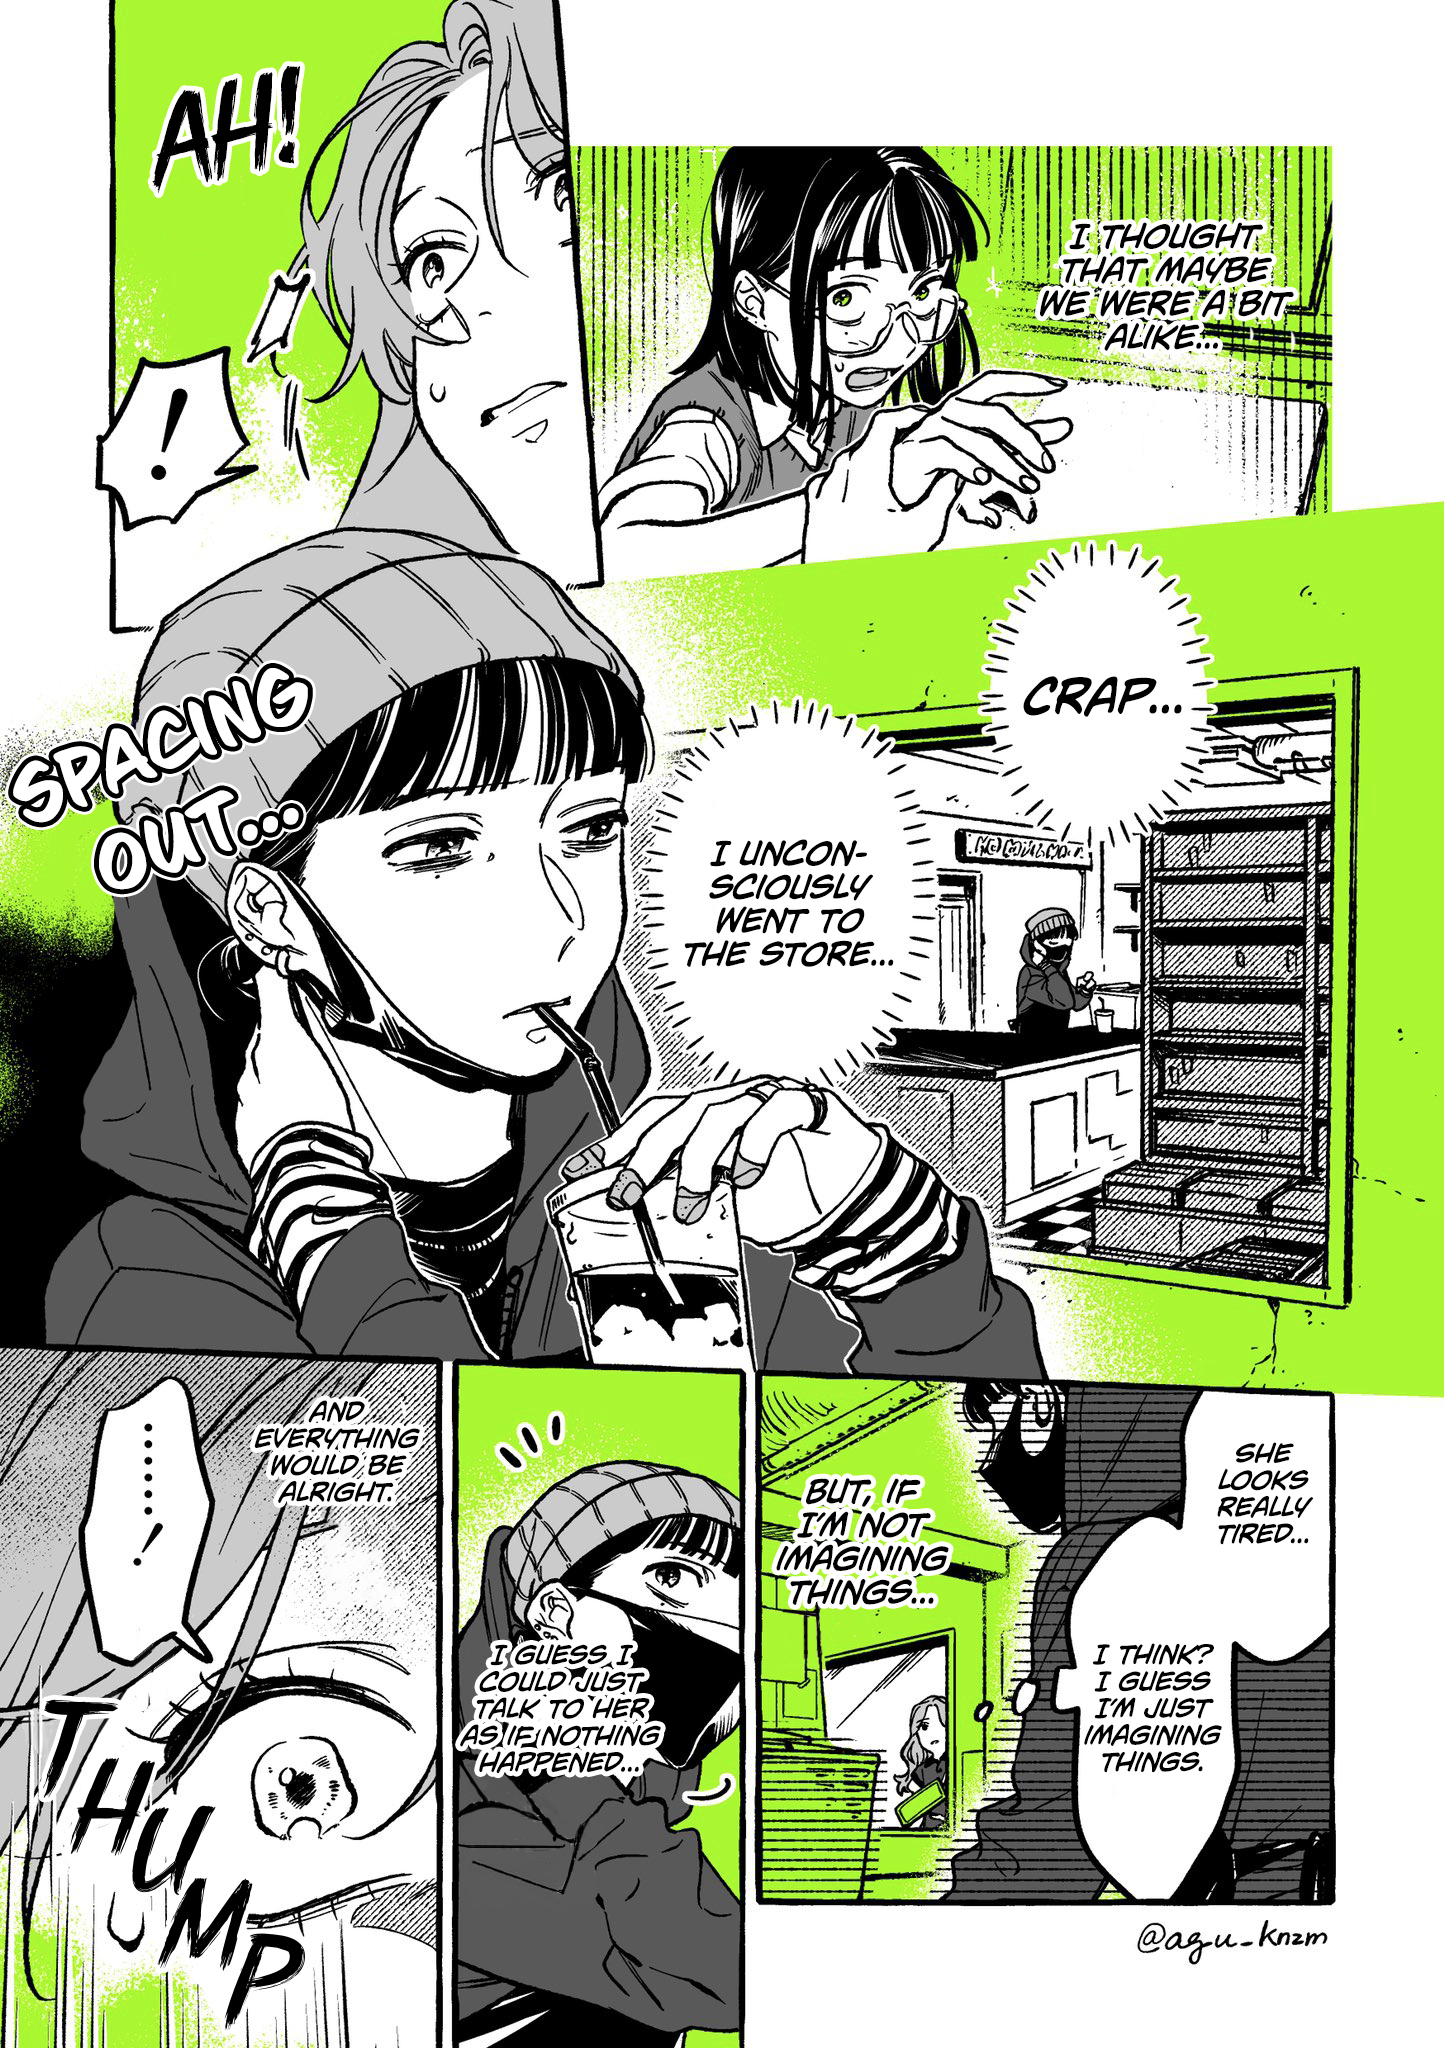 I THOUGHT
THAT MAYBE
WE WERE A BIT
ALIKE...
AH!
!
CRAP...
I UNCON-
SCIOUSLY
WENT TO
THE STORE...
SPACING
OUT...
SHE
LOOKS
REALLY
TIRED...
I THINK?
I GUESS
I'M JUST
IMAGINING
THINGS.
BUT, IF
I'M NOT
IMAGINING
THINGS...
I GUESS I
COULD JUST
TALK TO HER
AS IF NOTHING
HAPPENED...
AND
EVERYTHING
WOULD BE
ALRIGHT.
......!
THUMP
@agu_knzm